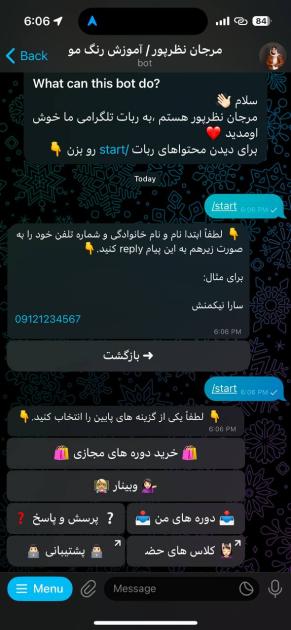 6:06
84
Back
مرجان نظرپور / آموزش رنگ مو
bot
What can this bot do?
سلام 👋🏻
مرجان نظرپور هستم ،به ربات تلگرامی ما خوش
اومدید ❤️
برای دیدن محتواهای ربات /start رو بزن 👇
Today
/start 6:06 PM
👇 لطفاً ابتدا نام و نام خانوادگی و شماره تلفن خود را به
صورت زیرهم به این پیام reply کنید.👇
برای مثال:
سارا نیکمنش
09121234567
6:06 PM
➜ بازگشت
/start 6:06 PM
👇 لطفاً یکی از گزینه های پایین را انتخاب کنید.👇
6:06 PM
🛍️ خرید دوره های مجازی 🛍️
💁🏻‍♀️ وبینار 👩🏼‍💻
📥 دوره های من 📥
❓ پرسش و پاسخ ❓
💆🏻‍♀️ کلاس های حضـ
👨🏻‍💻 پشتیبانی 👨🏻‍💻
Menu
Message